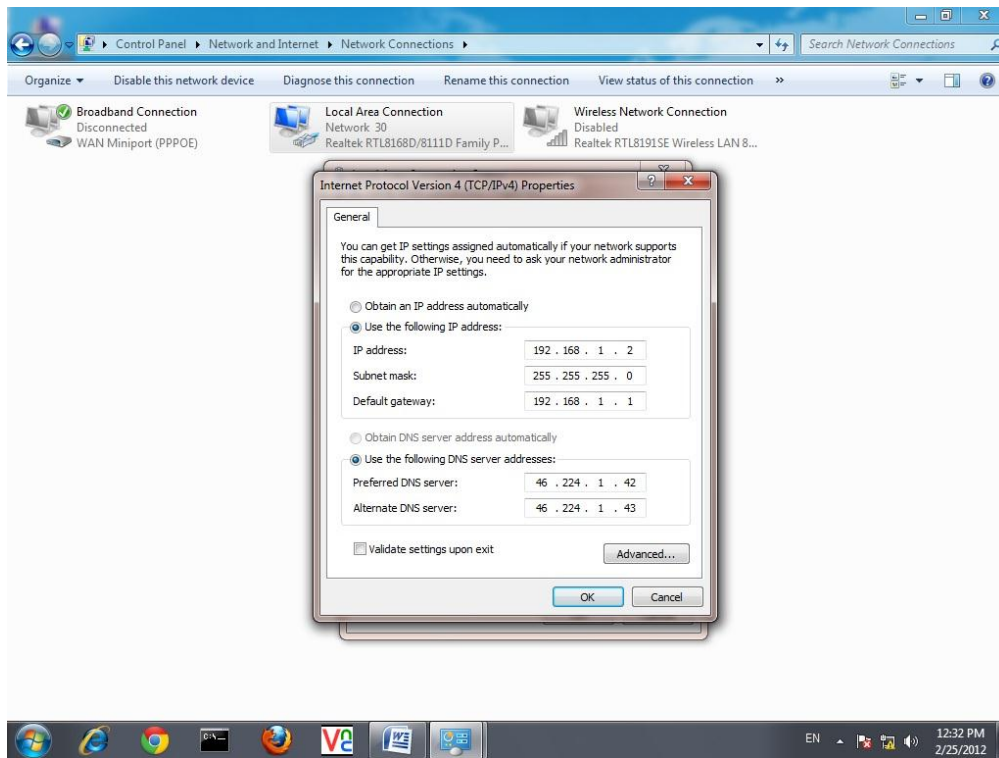 Control Panel ▸ Network and Internet ▸ Network Connections ▸
Search Network Connections
Organize
Disable this network device
Diagnose this connection
Rename this connection
View status of this connection
»
Broadband Connection
Disconnected
WAN Miniport (PPPOE)
Local Area Connection
Network 30
Realtek RTL8168D/8111D Family P...
Wireless Network Connection
Disabled
Realtek RTL8191SE Wireless LAN 8...
Internet Protocol Version 4 (TCP/IPv4) Properties
General
You can get IP settings assigned automatically if your network supports
this capability. Otherwise, you need to ask your network administrator
for the appropriate IP settings.
Obtain an IP address automatically
Use the following IP address:
IP address: 192 . 168 . 1 . 2
Subnet mask: 255 . 255 . 255 . 0
Default gateway: 192 . 168 . 1 . 1
Obtain DNS server address automatically
Use the following DNS server addresses:
Preferred DNS server: 46 . 224 . 1 . 42
Alternate DNS server: 46 . 224 . 1 . 43
Validate settings upon exit
Advanced...
OK
Cancel
EN
12:32 PM
2/25/2012